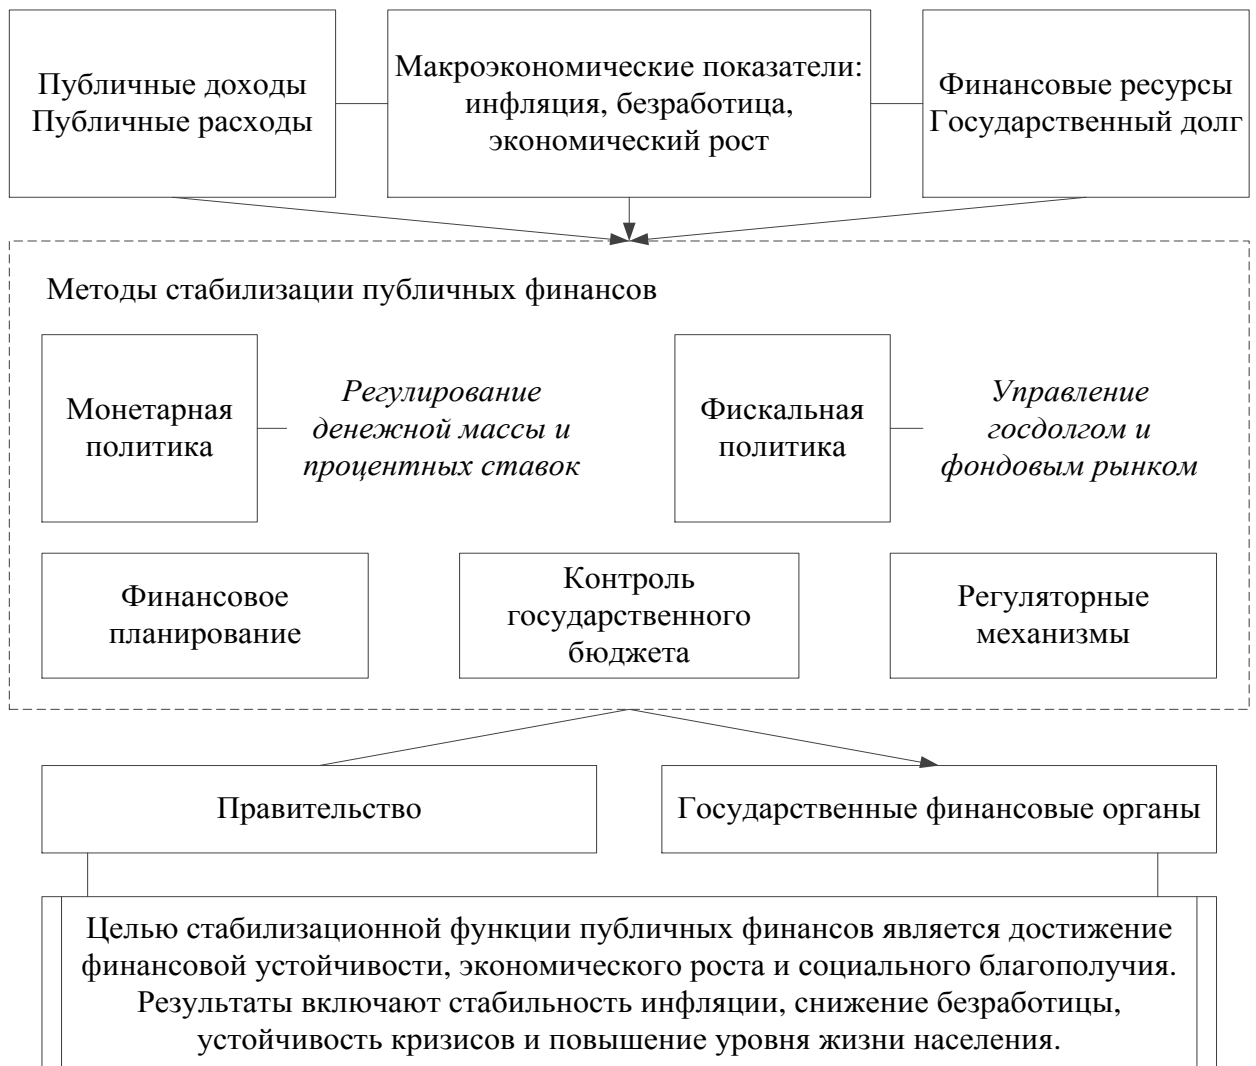 Публичные доходы
Публичные расходы
Макроэкономические показатели:
инфляция, безработица,
экономический рост
Финансовые ресурсы
Государственный долг
Методы стабилизации публичных финансов
Монетарная
политика
Регулирование
денежной массы и
процентных ставок
Фискальная
политика
Управление
госдолгом и
фондовым рынком
Финансовое
планирование
Контроль
государственного
бюджета
Регуляторные
механизмы
Правительство
Государственные финансовые органы
Целью стабилизационной функции публичных финансов является достижение
финансовой устойчивости, экономического роста и социального благополучия.
Результаты включают стабильность инфляции, снижение безработицы,
устойчивость кризисов и повышение уровня жизни населения.